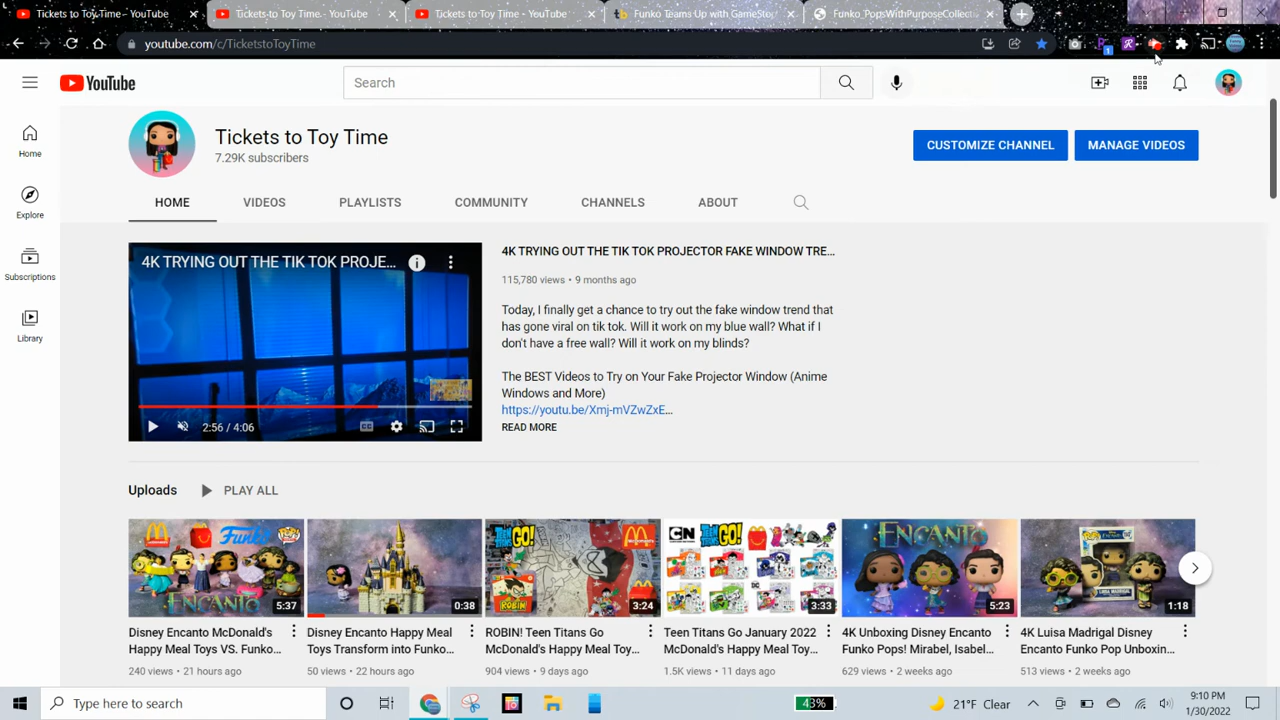 Tickets to Toy Time - YouTube
Tickets to Toy Time - YouTube
Tickets to Toy Time - YouTube
Funko Teams Up with GameStop
Funko_PopsWithPurposeCollecti
youtube.com/c/TicketstoToyTime
1
YouTube
Search
Tickets to Toy Time
7.29K subscribers
CUSTOMIZE CHANNEL
MANAGE VIDEOS
Home
Explore
Subscriptions
Library
HOME
VIDEOS
PLAYLISTS
COMMUNITY
CHANNELS
ABOUT
4K TRYING OUT THE TIK TOK PROJE...
2:56 / 4:06
4K TRYING OUT THE TIK TOK PROJECTOR FAKE WINDOW TRE...
115,780 views • 9 months ago
Today, I finally get a chance to try out the fake window trend that
has gone viral on tik tok. Will it work on my blue wall? What if I
don't have a free wall? Will it work on my blinds?
The BEST Videos to Try on Your Fake Projector Window (Anime
Windows and More)
https://youtu.be/Xmj-mVZwZxE...
READ MORE
Uploads
PLAY ALL
Funko
ENCANTO
5:37
0:38
TEEN TITANS GO!
McDonald's
ROBIN
3:24
CN
TEEN TITANS GO!
3:33
ENCANTO
5:23
1:18
Disney Encanto McDonald's
Happy Meal Toys VS. Funko...
240 views • 21 hours ago
Disney Encanto Happy Meal
Toys Transform into Funko...
50 views • 22 hours ago
ROBIN! Teen Titans Go
McDonald's Happy Meal Toy...
904 views • 9 days ago
Teen Titans Go January 2022
McDonald's Happy Meal Toy...
1.5K views • 11 days ago
4K Unboxing Disney Encanto
Funko Pops! Mirabel, Isabel...
629 views • 2 weeks ago
4K Luisa Madrigal Disney
Encanto Funko Pop Unboxin...
513 views • 2 weeks ago
Type here to search
43%
21°F Clear
9:10 PM
1/30/2022